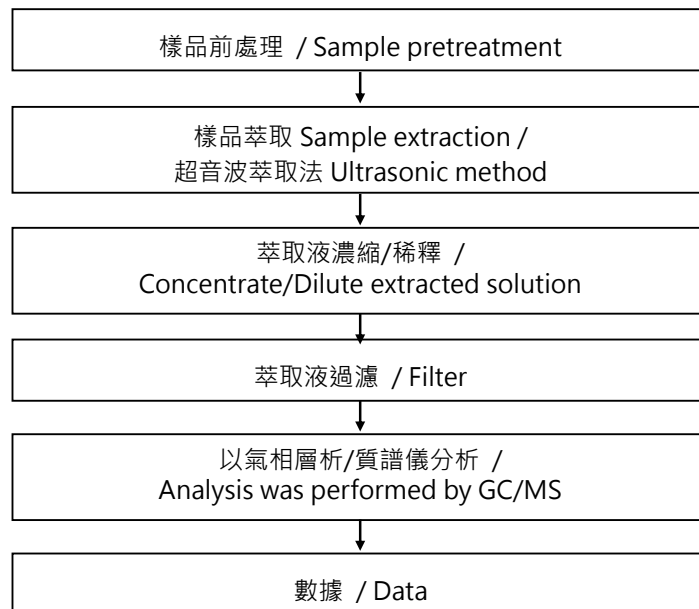 樣品前處理 / Sample pretreatment
樣品萃取 Sample extraction /
超音波萃取法 Ultrasonic method
萃取液濃縮/稀釋 /
Concentrate/Dilute extracted solution
萃取液過濾 / Filter
以氣相層析/質譜儀分析 /
Analysis was performed by GC/MS
數據 / Data